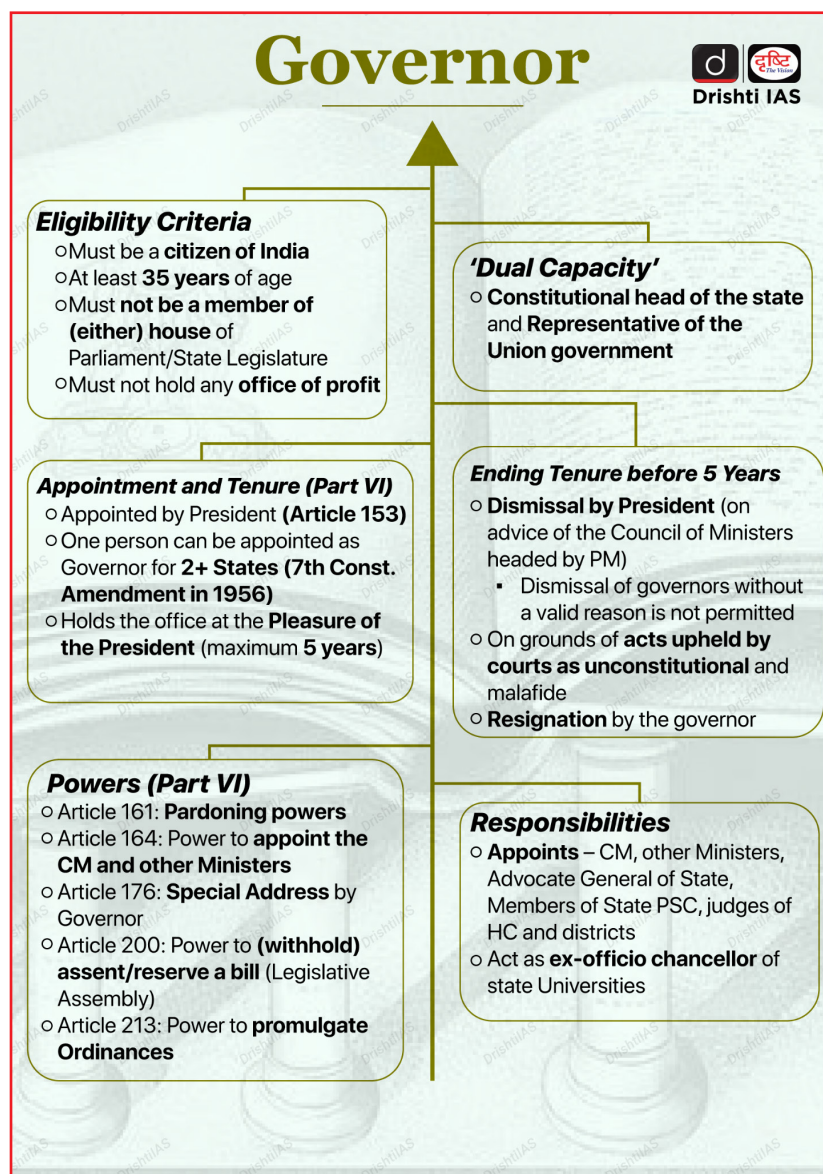 Governor
d
दृष्टि
The Vision
Drishti IAS
Eligibility Criteria
Must be a citizen of India
At least 35 years of age
Must not be a member of
(either) house of
Parliament/State Legislature
Must not hold any office of profit
'Dual Capacity'
Constitutional head of the state
and Representative of the
Union government
Appointment and Tenure (Part VI)
Appointed by President (Article 153)
One person can be appointed as
Governor for 2+ States (7th Const.
Amendment in 1956)
Holds the office at the Pleasure of
the President (maximum 5 years)
Ending Tenure before 5 Years
Dismissal by President (on
advice of the Council of Ministers
headed by PM)
Dismissal of governors without
a valid reason is not permitted
On grounds of acts upheld by
courts as unconstitutional and
malafide
Resignation by the governor
Powers (Part VI)
Article 161: Pardoning powers
Article 164: Power to appoint the
CM and other Ministers
Article 176: Special Address by
Governor
Article 200: Power to (withhold)
assent/reserve a bill (Legislative
Assembly)
Article 213: Power to promulgate
Ordinances
Responsibilities
Appoints – CM, other Ministers,
Advocate General of State,
Members of State PSC, judges of
HC and districts
Act as ex-officio chancellor of
state Universities